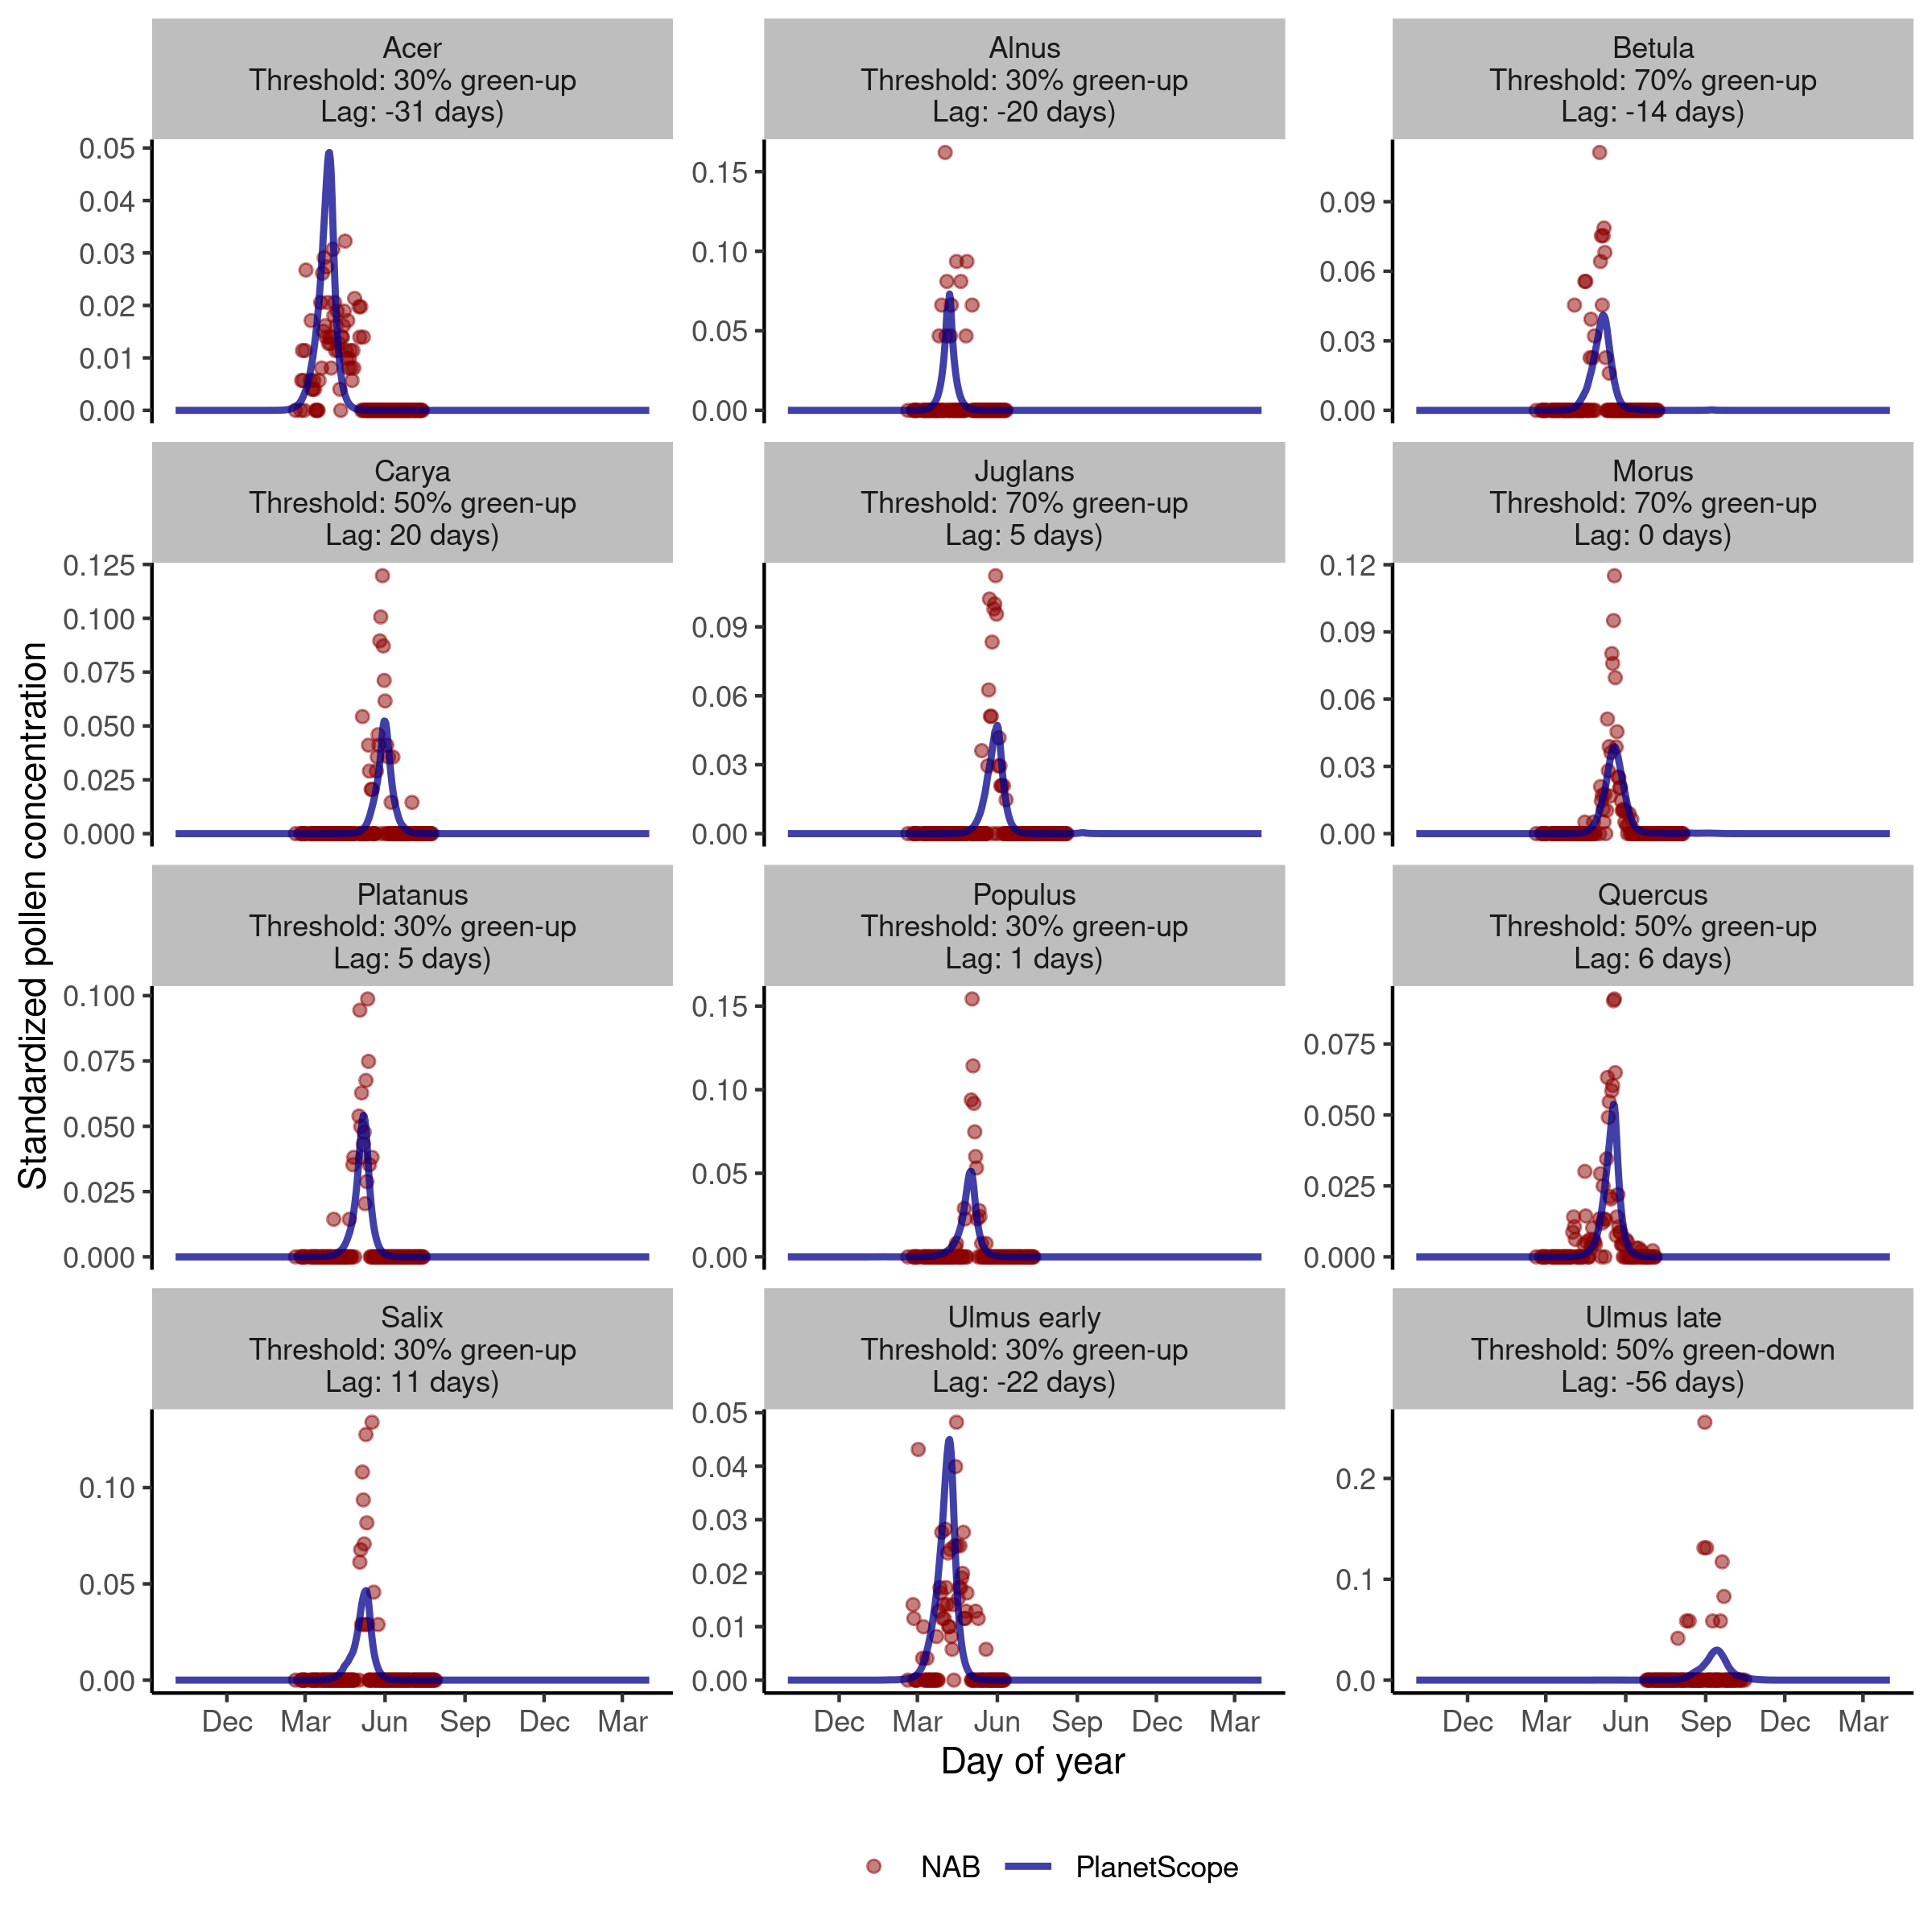 Acer
Threshold: 30% green-up
Lag: -31 days)
Alnus
Threshold: 30% green-up
Lag: -20 days)
Betula
Threshold: 70% green-up
Lag: -14 days)
0.05
0.04
0.03
0.02
0.01
0.00
0.15
0.10
0.05
0.00
0.09
0.06
0.03
0.00
Carya
Threshold: 50% green-up
Lag: 20 days)
Juglans
Threshold: 70% green-up
Lag: 5 days)
Morus
Threshold: 70% green-up
Lag: 0 days)
0.125
0.100
0.075
0.050
0.025
0.000
0.09
0.06
0.03
0.00
0.12
0.09
0.06
0.03
0.00
Standardized pollen concentration
Platanus
Threshold: 30% green-up
Lag: 5 days)
Populus
Threshold: 30% green-up
Lag: 1 days)
Quercus
Threshold: 50% green-up
Lag: 6 days)
0.100
0.075
0.050
0.025
0.000
0.15
0.10
0.05
0.00
0.075
0.050
0.025
0.000
Salix
Threshold: 30% green-up
Lag: 11 days)
Ulmus early
Threshold: 30% green-up
Lag: -22 days)
Ulmus late
Threshold: 50% green-down
Lag: -56 days)
0.10
0.05
0.00
0.05
0.04
0.03
0.02
0.01
0.00
0.2
0.1
0.0
Dec Mar Jun Sep Dec Mar
Dec Mar Jun Sep Dec Mar
Dec Mar Jun Sep Dec Mar
Day of year
NAB PlanetScope